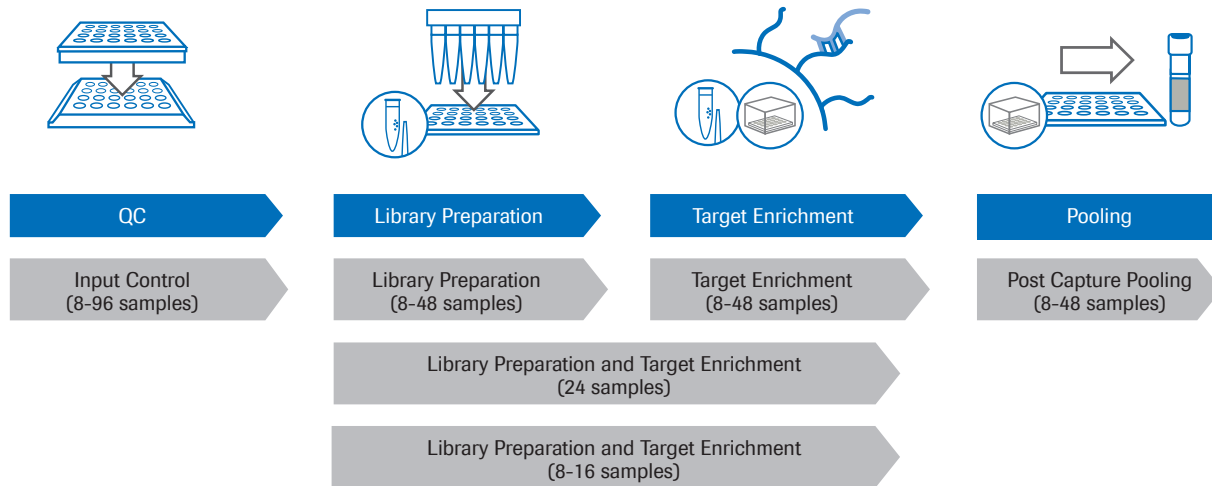 QC
Library Preparation
Target Enrichment
Pooling
Input Control
(8-96 samples)
Library Preparation
(8-48 samples)
Target Enrichment
(8-48 samples)
Post Capture Pooling
(8-48 samples)
Library Preparation and Target Enrichment
(24 samples)
Library Preparation and Target Enrichment
(8-16 samples)